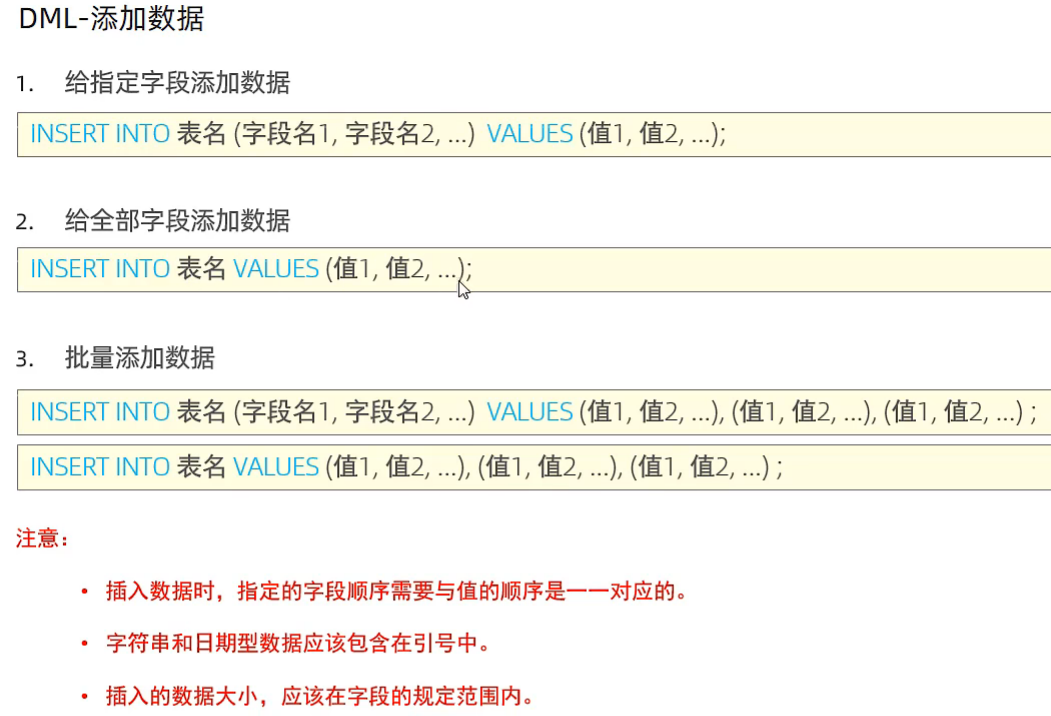 DML-添加数据
1. 给指定字段添加数据
INSERT INTO 表名 (字段名1, 字段名2, ...) VALUES (值1, 值2, ...);
2. 给全部字段添加数据
INSERT INTO 表名 VALUES (值1, 值2, ...);
3. 批量添加数据
INSERT INTO 表名 (字段名1, 字段名2, ...) VALUES (值1, 值2, ...), (值1, 值2, ...), (值1, 值2, ...) ;
INSERT INTO 表名 VALUES (值1, 值2, ...), (值1, 值2, ...), (值1, 值2, ...) ;
注意：
• 插入数据时，指定的字段顺序需要与值的顺序是一一对应的。
• 字符串和日期型数据应该包含在引号中。
• 插入的数据大小，应该在字段的规定范围内。